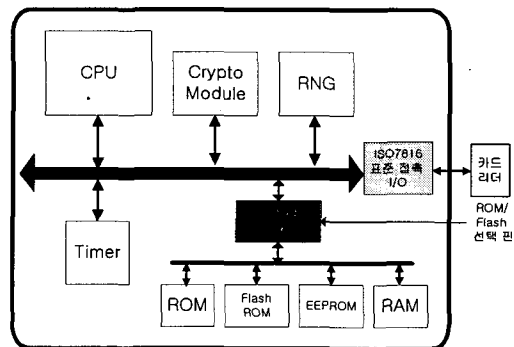 CPU
Crypto
Module
RNG
ISO7816
표준 접촉
I/O
카드
리더
ROM/
Flash
선택 핀
Timer
ROM
Flash
ROM
EEPROM
RAM